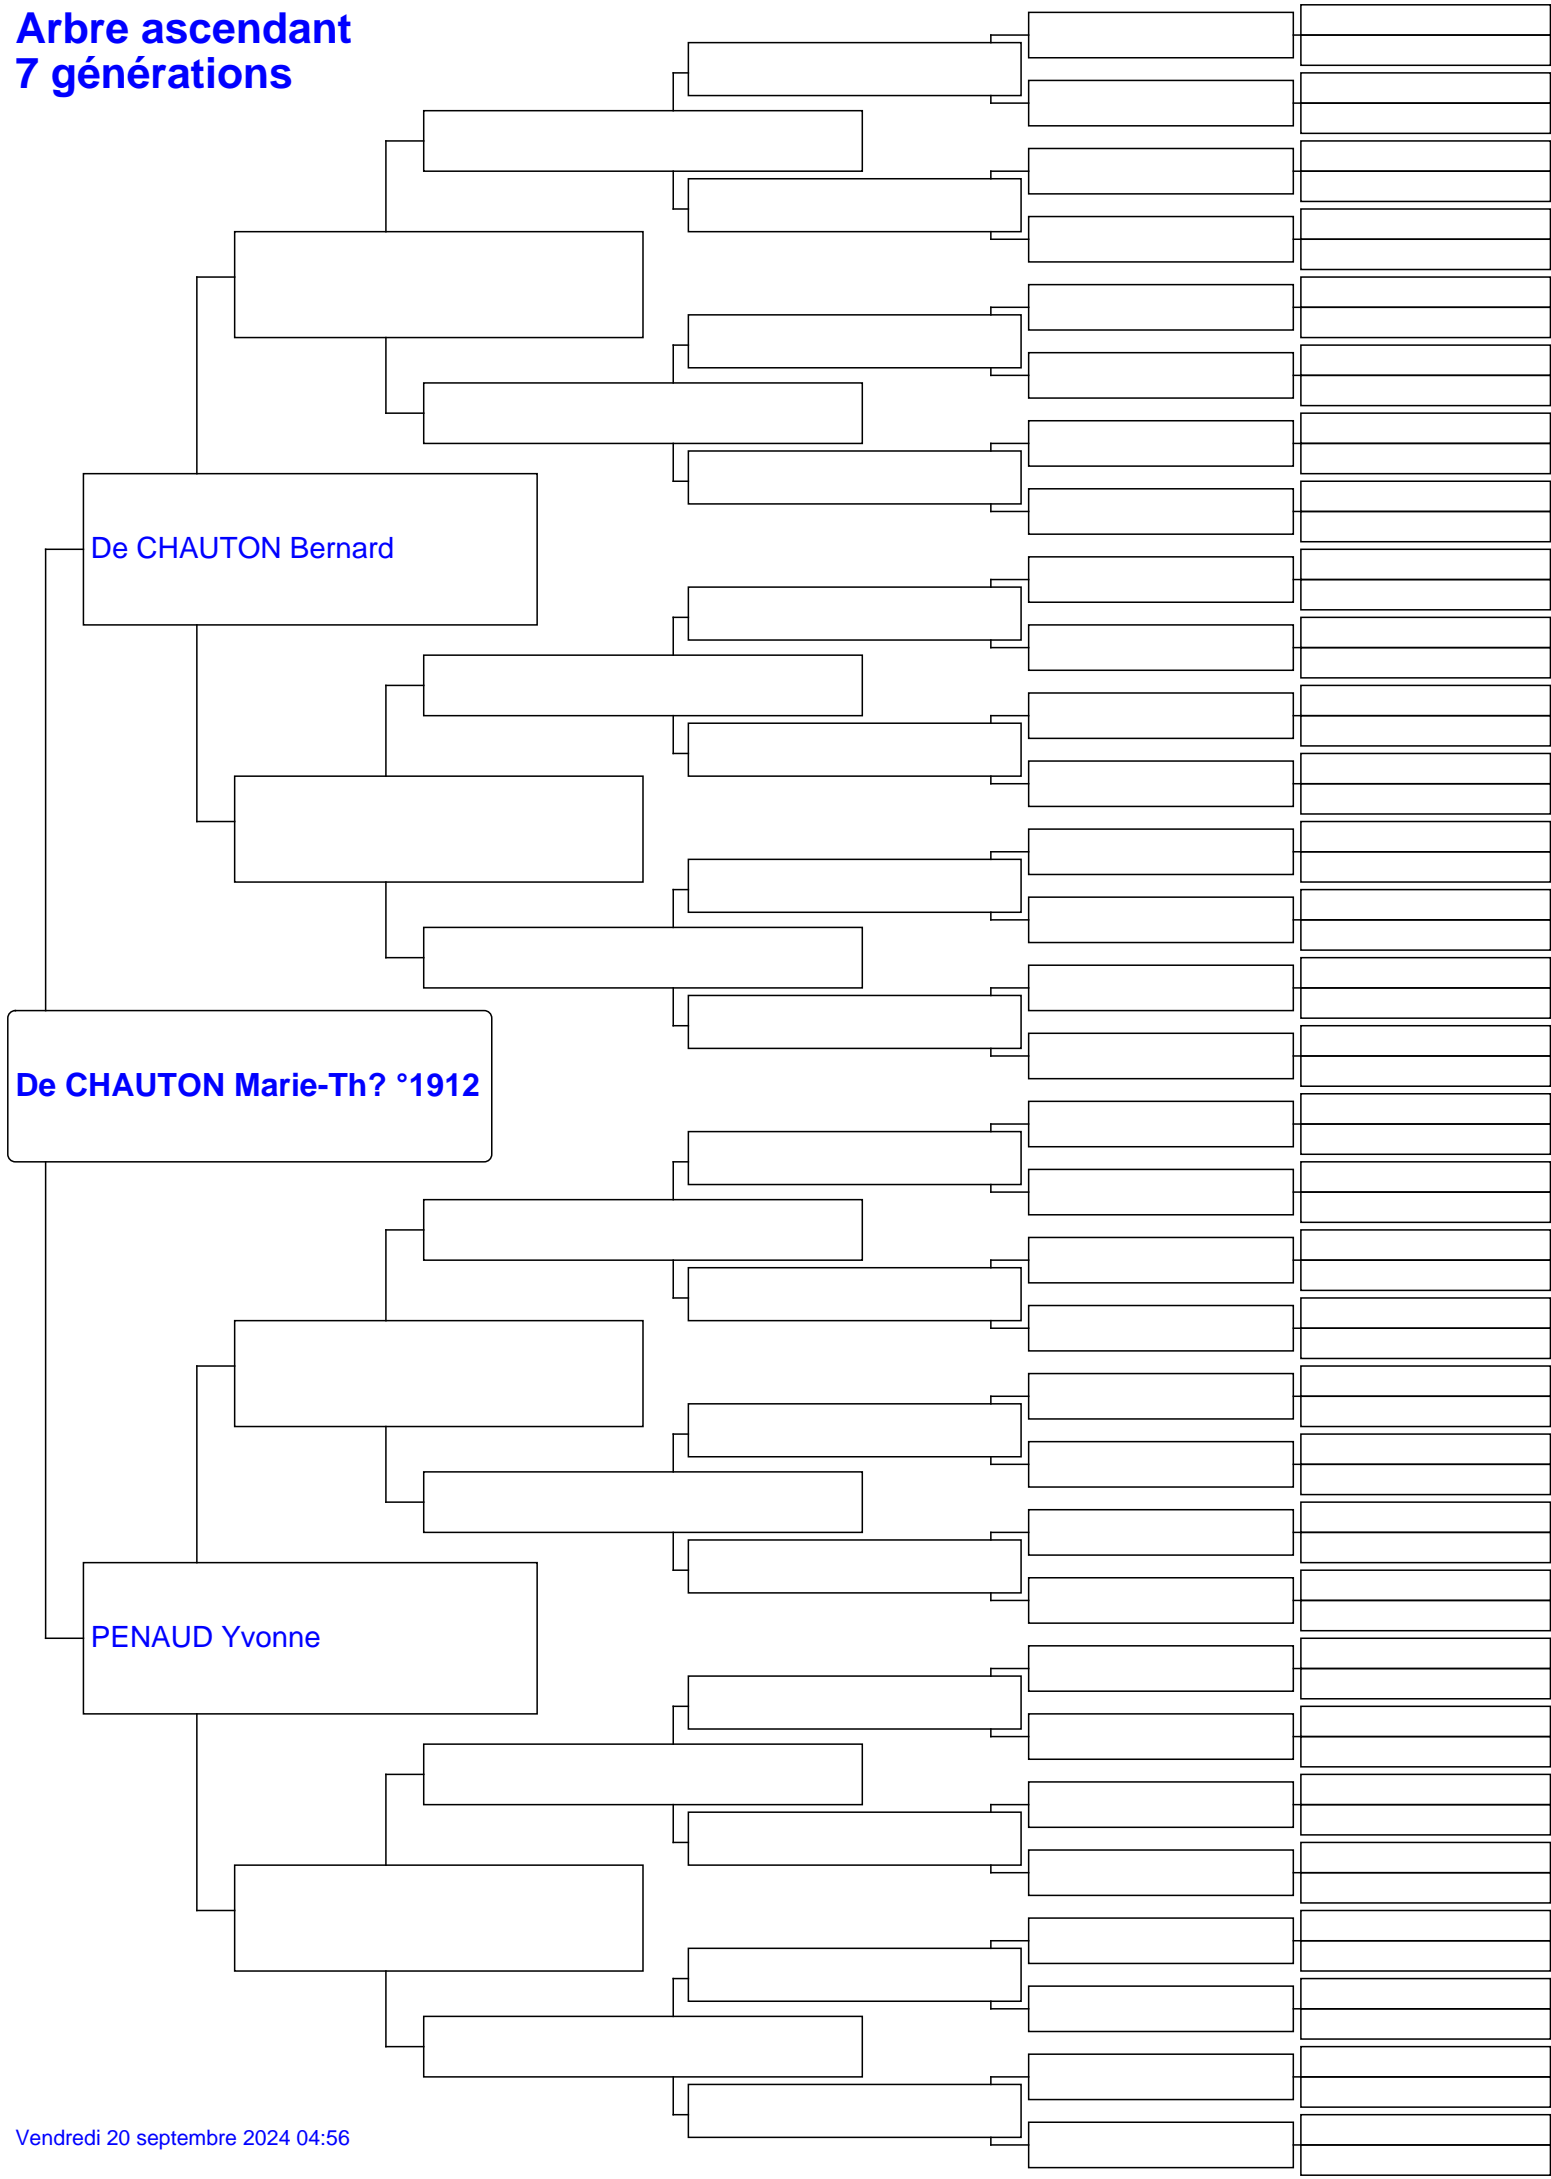 Arbre ascendant
7 générations
De CHAUTON Bernard
De CHAUTON Marie-Th? °1912
PENAUD Yvonne
Vendredi 20 septembre 2024 04:56